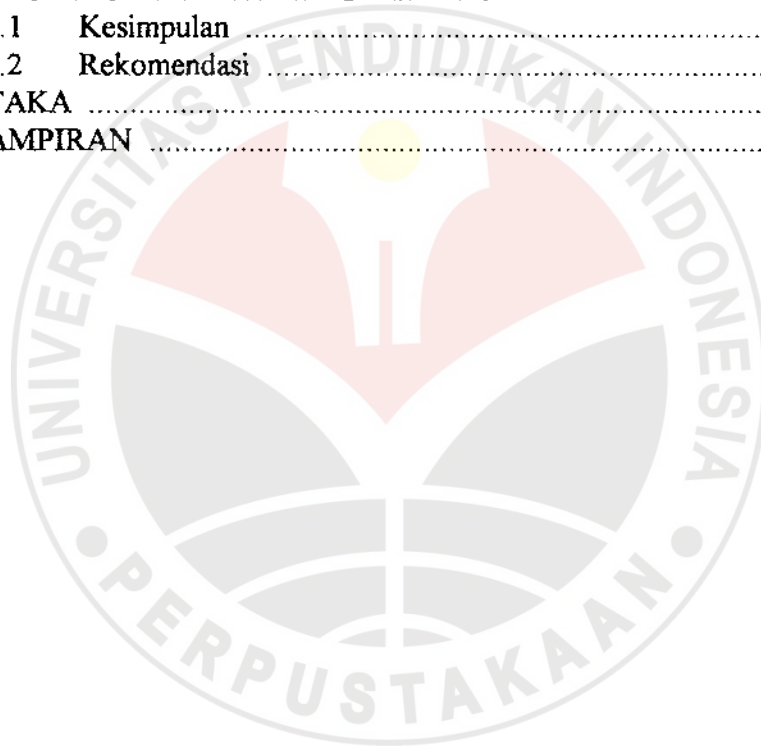 .1 Kesimpulan ....................
.2 Rekomendasi ....................
TAKA ....................
AMPIRAN ....................
UNIVERSITAS PENDIDIKAN INDONESIA
PERPUSTAKAAN